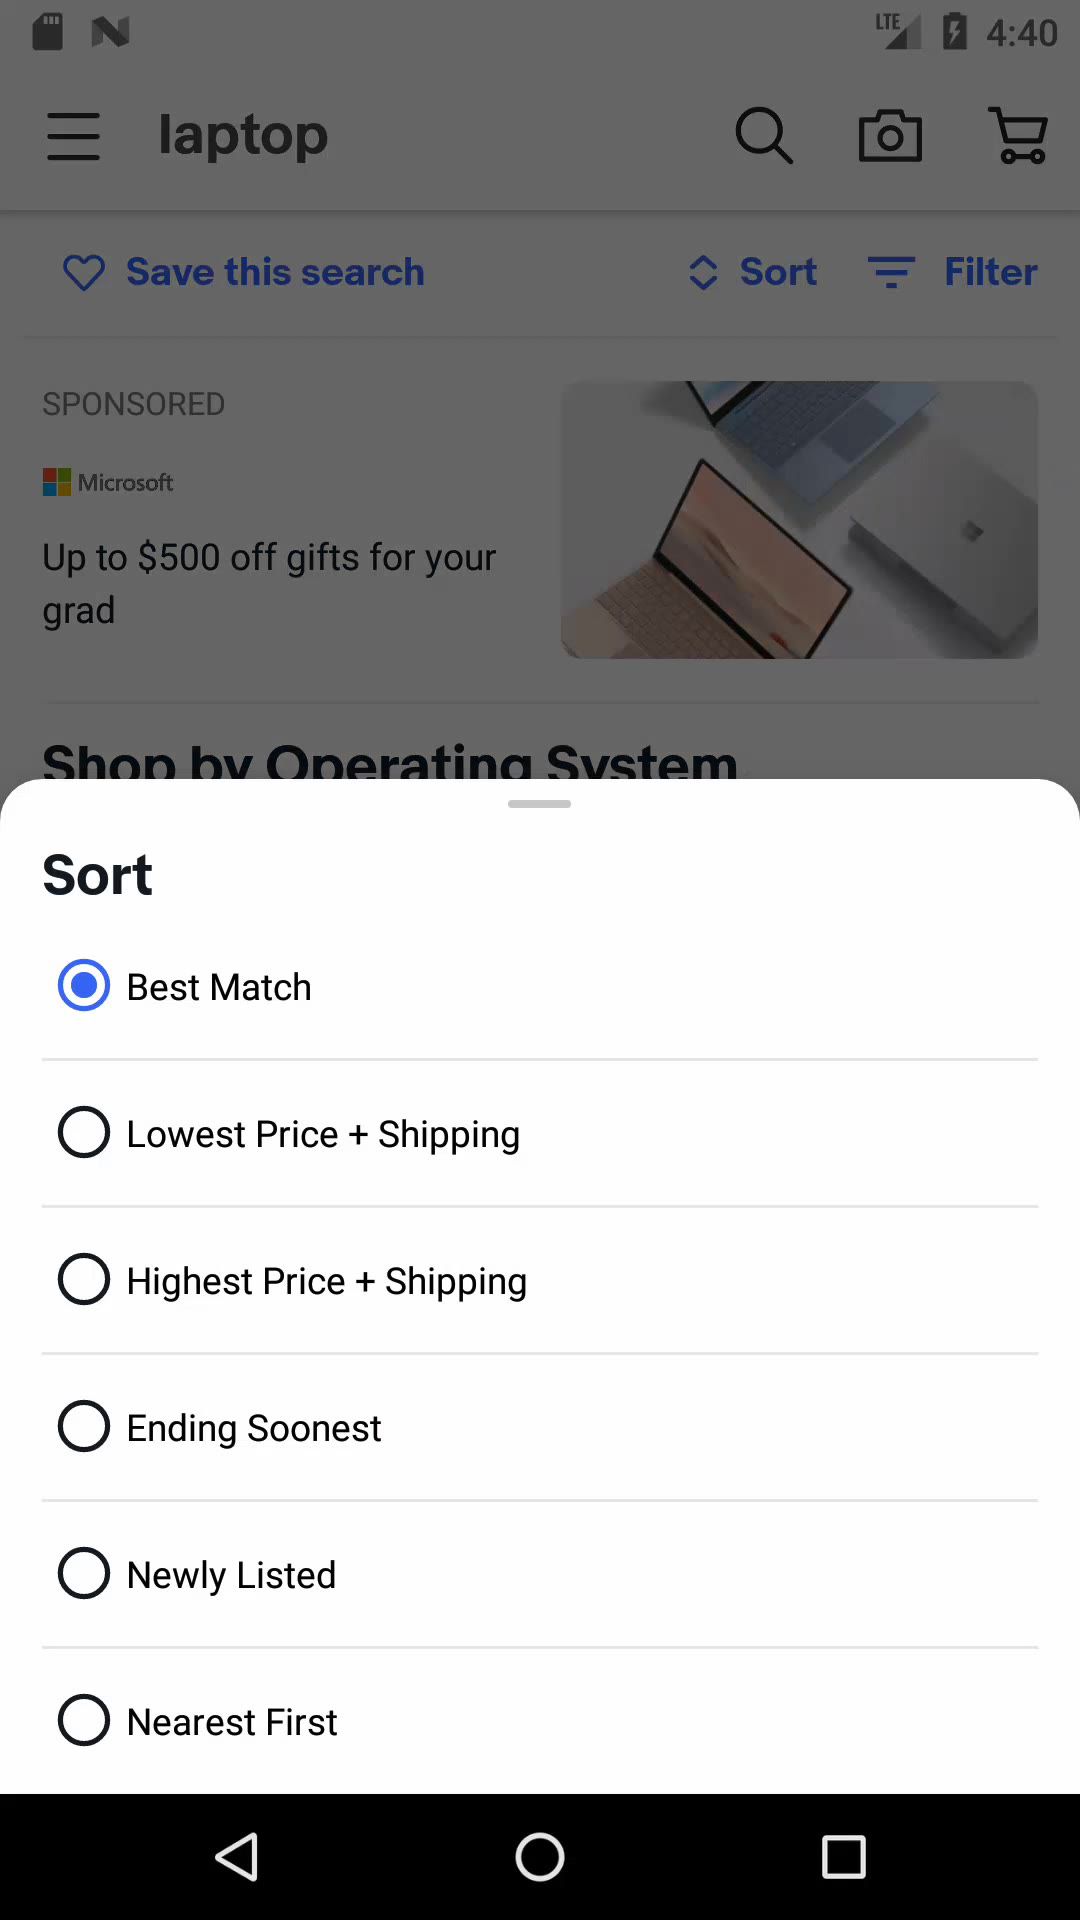 LTE 4:40
laptop
Save this search Sort Filter
SPONSORED
Microsoft
Up to $500 off gifts for your
grad
Shop by Operating System
Sort
Best Match
Lowest Price + Shipping
Highest Price + Shipping
Ending Soonest
Newly Listed
Nearest First